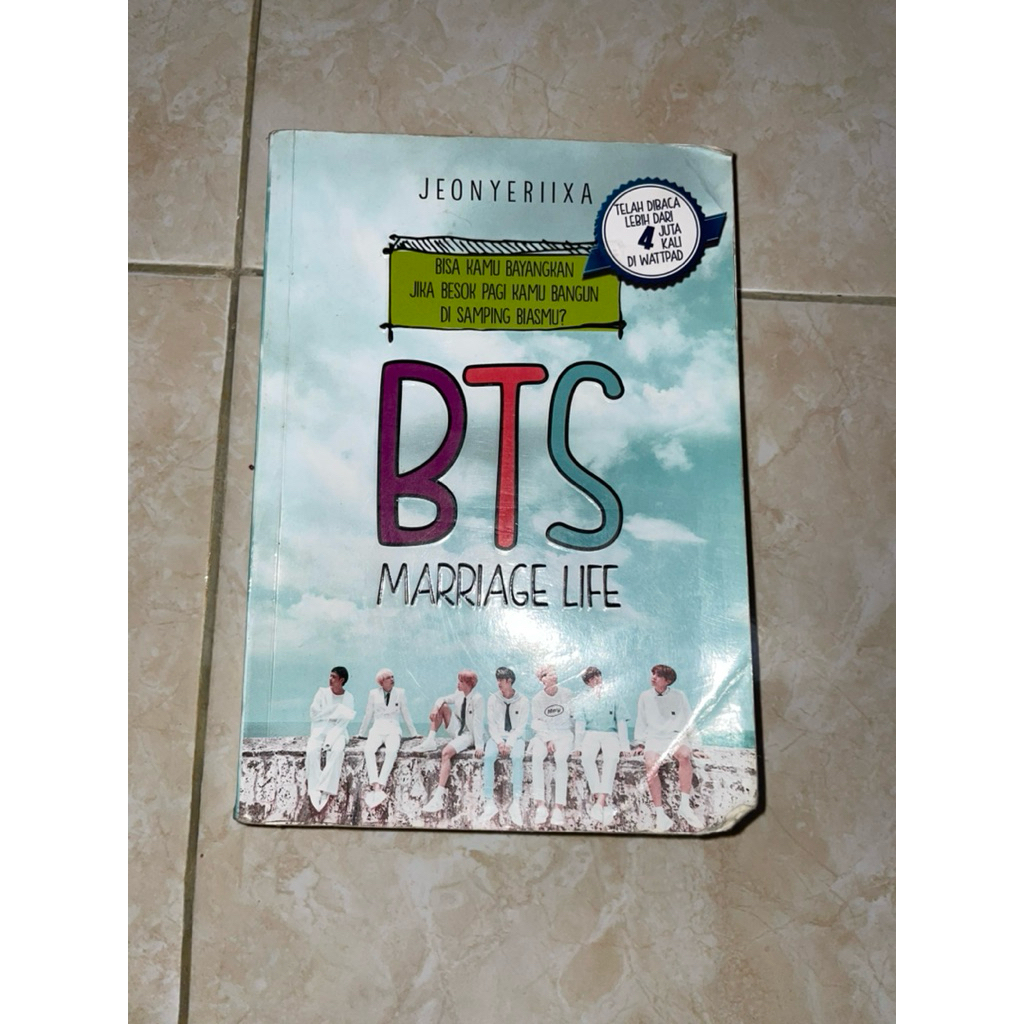 JEONYERIIXA
TELAH DIBACA
LEBIH DARI
4 JUTA
KALI
DI WATTPAD
BISA KAMU BAYANGKAN
JIKA BESOK PAGI KAMU BANGUN
DI SAMPING BIASMU?
BTS
MARRIAGE LIFE